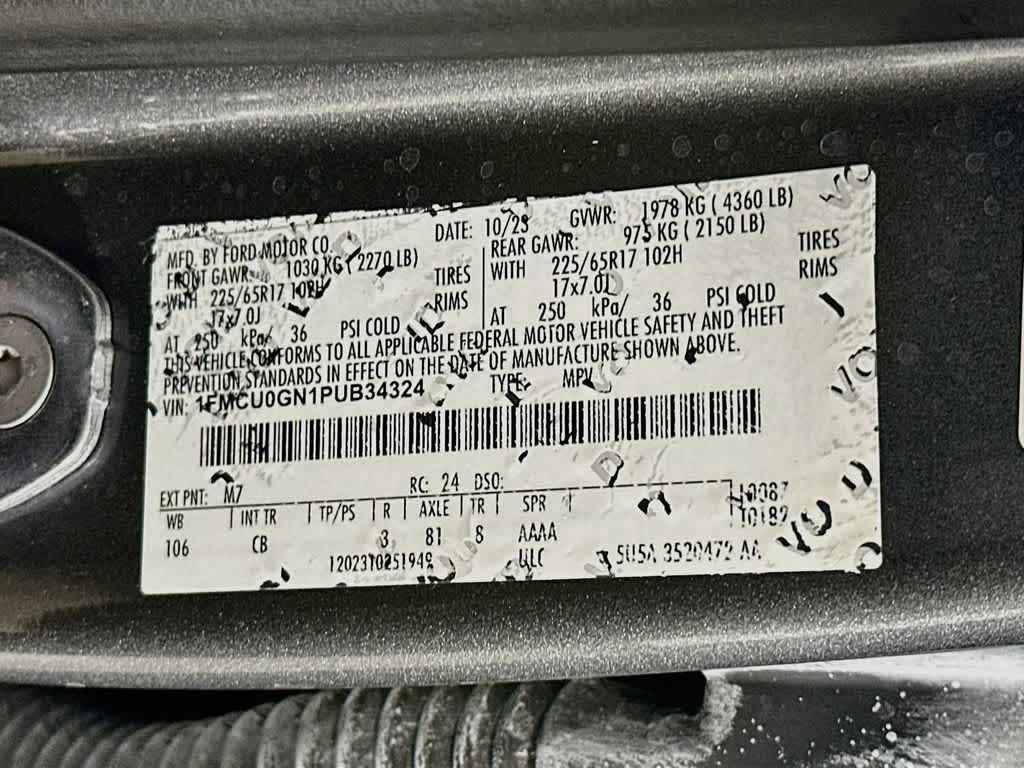 MFD. BY FORD MOTOR CO. DATE: 10/23 GVWR: 1978 KG ( 4360 LB)
FRONT GAWR: 1030 KG ( 2270 LB) REAR GAWR: 975 KG ( 2150 LB)
WITH 225/65R17 102H TIRES WITH 225/65R17 102H TIRES
17x7.0J RIMS 17x7.0J RIMS
AT 250 kPa/ 36 PSI COLD AT 250 kPa/ 36 PSI COLD
THIS VEHICLE CONFORMS TO ALL APPLICABLE FEDERAL MOTOR VEHICLE SAFETY AND THEFT
PREVENTION STANDARDS IN EFFECT ON THE DATE OF MANUFACTURE SHOWN ABOVE.
VIN: 1FMCU0GN1PUB34324 TYPE: MPV
EXT PNT: M7 RC: 24 DSO:
WB INT TR TP/PS R AXLE TR SPR
106 CB 3 81 8 AAAA
ULC
120231025194 5U5A 3520472 AA
VO
VO
VO D